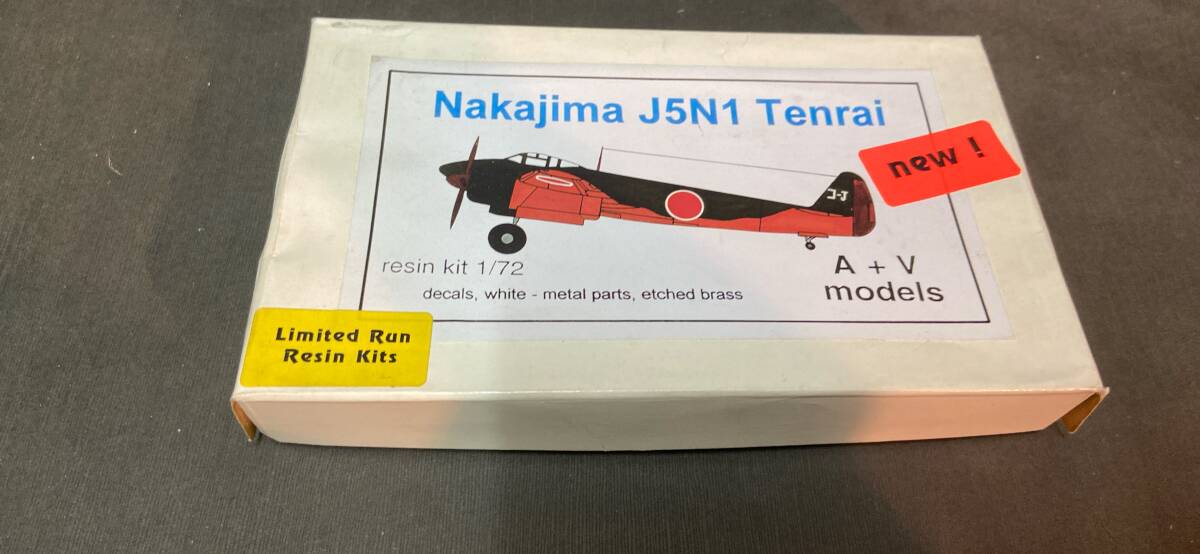 Nakajima J5N1 Tenrai
new !
コ-J
resin kit 1/72
A + V
models
decals, white - metal parts, etched brass
Limited Run
Resin Kits